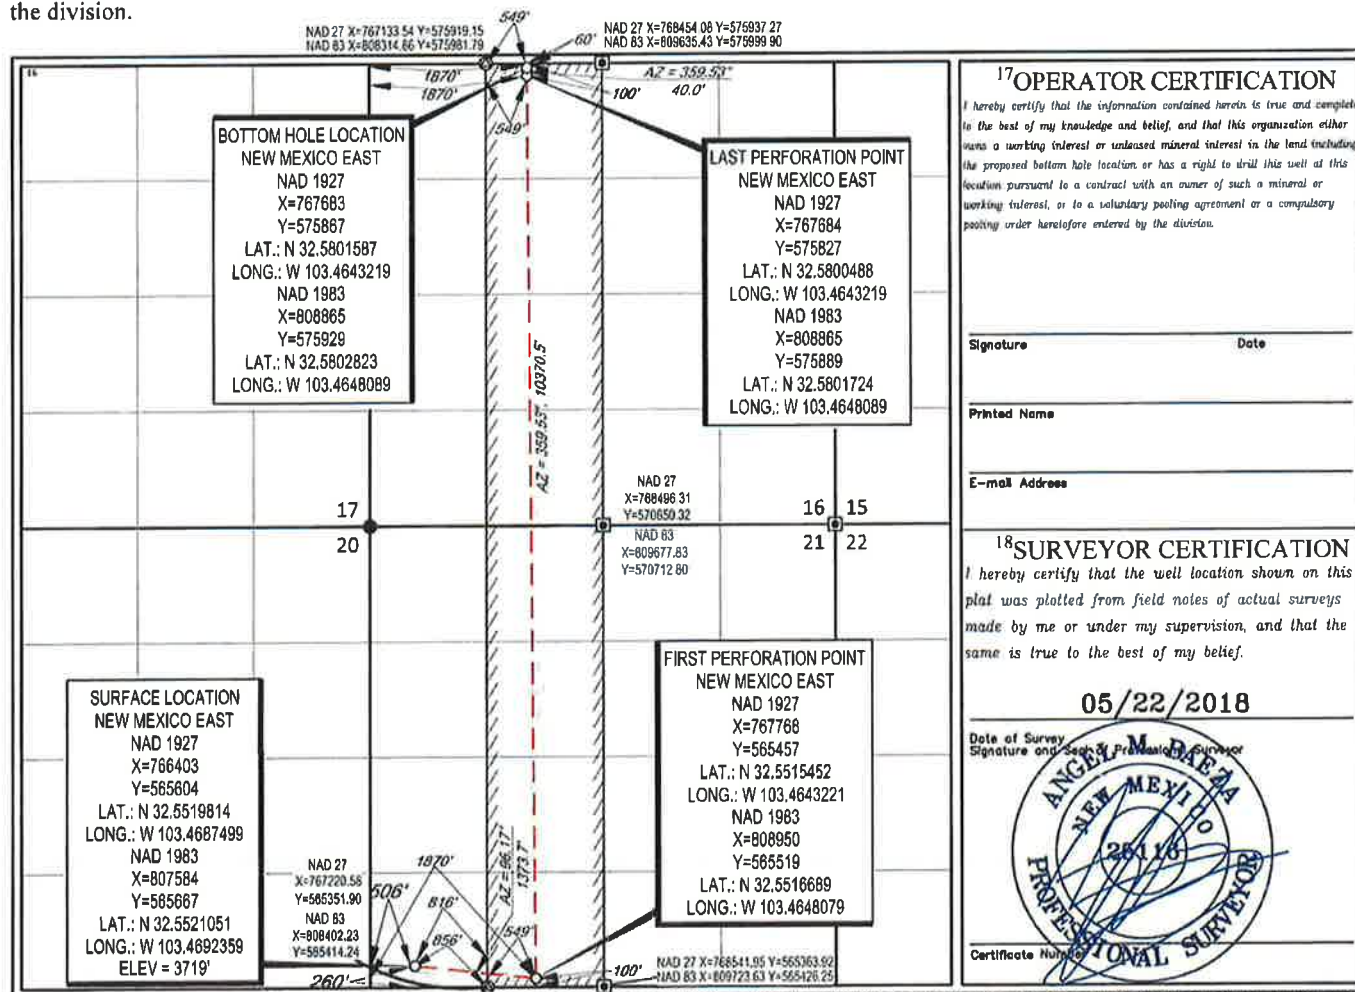 the division.
NAD 27 X=767133.54 Y=575919.15
NAD 83 X=808314.66 Y=575981.79
549'
60'
NAD 27 X=768454.08 Y=575937.27
NAD 83 X=809635.43 Y=575999.90
16
1870'
1870'
549'
100'
AZ = 359.53°
40.0'
BOTTOM HOLE LOCATION
NEW MEXICO EAST
NAD 1927
X=767683
Y=575867
LAT.: N 32.5801587
LONG.: W 103.4643219
NAD 1983
X=808865
Y=575929
LAT.: N 32.5802823
LONG.: W 103.4648089
LAST PERFORATION POINT
NEW MEXICO EAST
NAD 1927
X=767684
Y=575827
LAT.: N 32.5800488
LONG.: W 103.4643219
NAD 1983
X=808865
Y=575889
LAT.: N 32.5801724
LONG.: W 103.4648089
AZ = 359.53°, 10370.5'
17
20
NAD 27
X=768496.31
Y=570650.32
NAD 83
X=809677.83
Y=570712.80
16 15
21 22
SURFACE LOCATION
NEW MEXICO EAST
NAD 1927
X=766403
Y=565604
LAT.: N 32.5519814
LONG.: W 103.4687499
NAD 1983
X=807584
Y=565667
LAT.: N 32.5521051
LONG.: W 103.4692359
ELEV = 3719'
FIRST PERFORATION POINT
NEW MEXICO EAST
NAD 1927
X=767768
Y=565457
LAT.: N 32.5515452
LONG.: W 103.4643221
NAD 1983
X=808950
Y=565519
LAT.: N 32.5516689
LONG.: W 103.4648079
NAD 27
X=767220.58
Y=565351.90
NAD 83
X=808402.23
Y=565414.24
506'
1870'
816'
856'
AZ = 96.17°
1373.7'
549'
260'
100'
NAD 27 X=768541.95 Y=565363.92
NAD 83 X=809723.63 Y=565426.25
17OPERATOR CERTIFICATION
I hereby certify that the information contained herein is true and complete
to the best of my knowledge and belief, and that this organization either
owns a working interest or unleased mineral interest in the land including
the proposed bottom hole location or has a right to drill this well at this
location pursuant to a contract with an owner of such a mineral or
working interest, or to a voluntary pooling agreement or a compulsory
pooling order heretofore entered by the division.
Signature Date
Printed Name
E-mail Address
18SURVEYOR CERTIFICATION
I hereby certify that the well location shown on this
plat was plotted from field notes of actual surveys
made by me or under my supervision, and that the
same is true to the best of my belief.
05/22/2018
Date of Survey
Signature and Seal of Professional Surveyor
ANGEL M. BAEZA
NEW MEXICO
25116
PROFESSIONAL SURVEYOR
Certificate Number